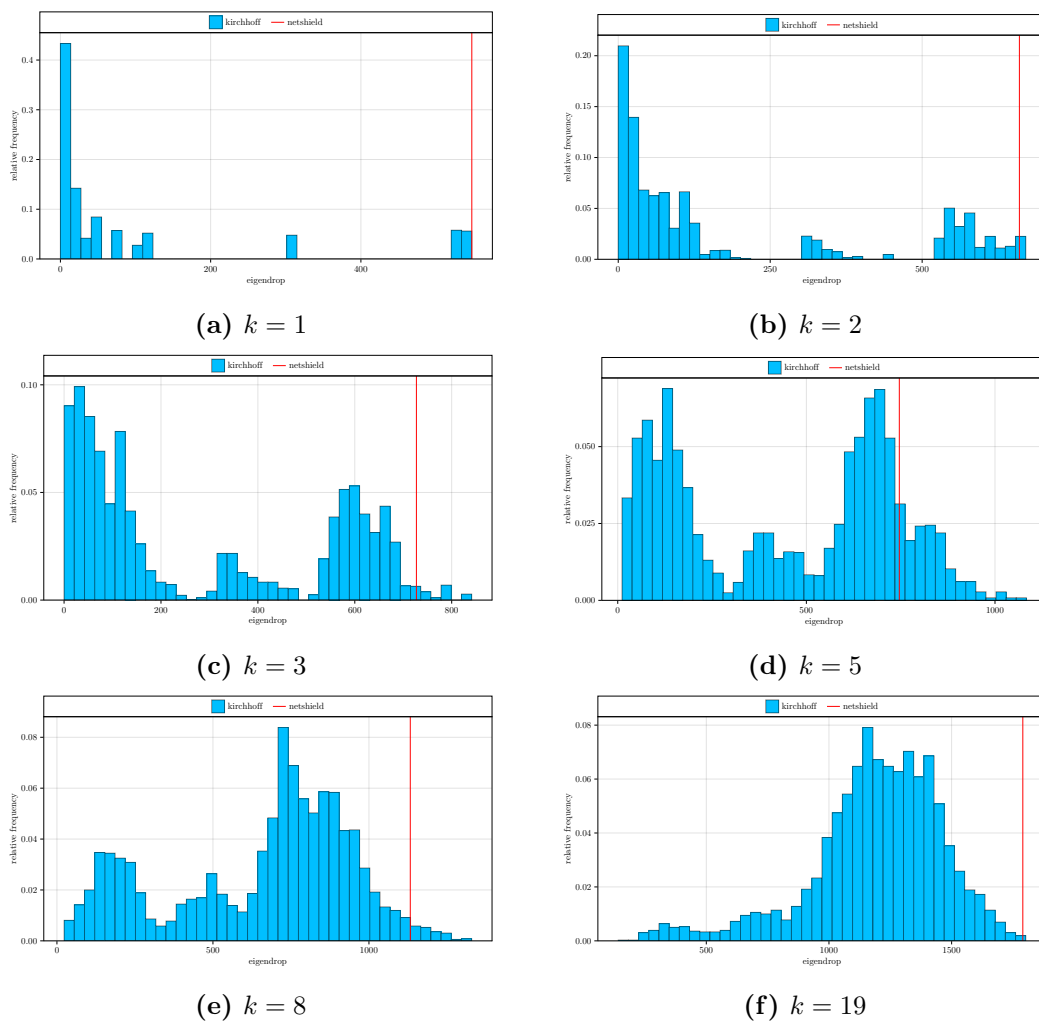 kirchhoff netshield
relative frequency
0.4
0.3
0.2
0.1
0.0
0 200 400
eigendrop
(a) k = 1
kirchhoff netshield
relative frequency
0.20
0.15
0.10
0.05
0.00
0 250 500
eigendrop
(b) k = 2
kirchhoff netshield
relative frequency
0.10
0.05
0.00
0 200 400 600 800
eigendrop
(c) k = 3
kirchhoff netshield
relative frequency
0.050
0.025
0.000
0 500 1000
eigendrop
(d) k = 5
kirchhoff netshield
relative frequency
0.08
0.06
0.04
0.02
0.00
0 500 1000
eigendrop
(e) k = 8
kirchhoff netshield
relative frequency
0.08
0.06
0.04
0.02
0.00
500 1000 1500
eigendrop
(f) k = 19